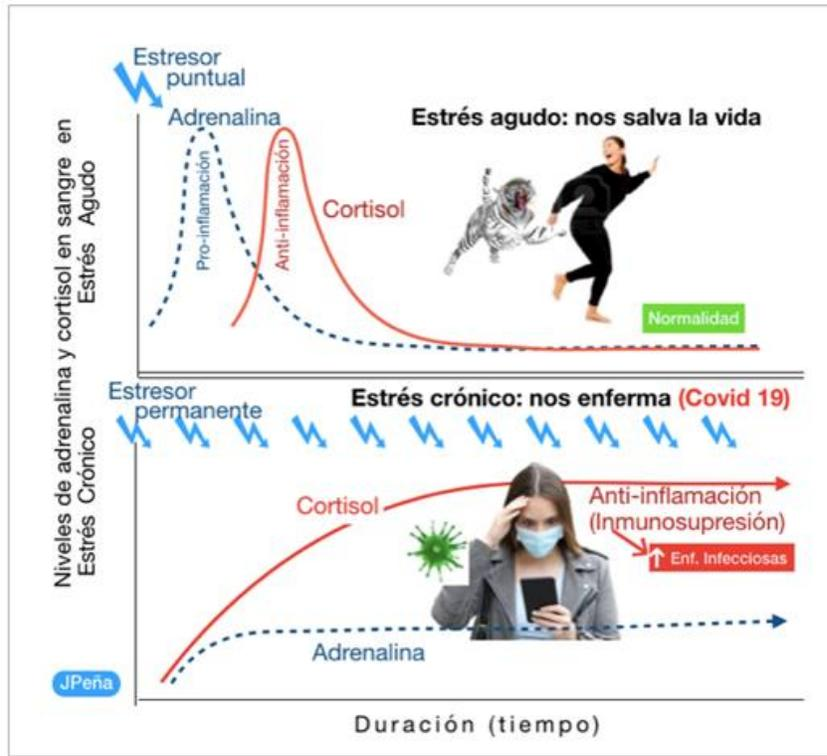 Estresor
puntual
Adrenalina
Estrés agudo: nos salva la vida
Pro-inflamación
Anti-inflamación
Cortisol
Normalidad
Niveles de adrenalina y cortisol en sangre en
Estrés Crónico
Estrés Agudo
Estresor
permanente
Estrés crónico: nos enferma (Covid 19)
Cortisol
Anti-inflamación
(Inmunosupresión)
↑ Enf. Infecciosas
Adrenalina
JPeña
Duración (tiempo)